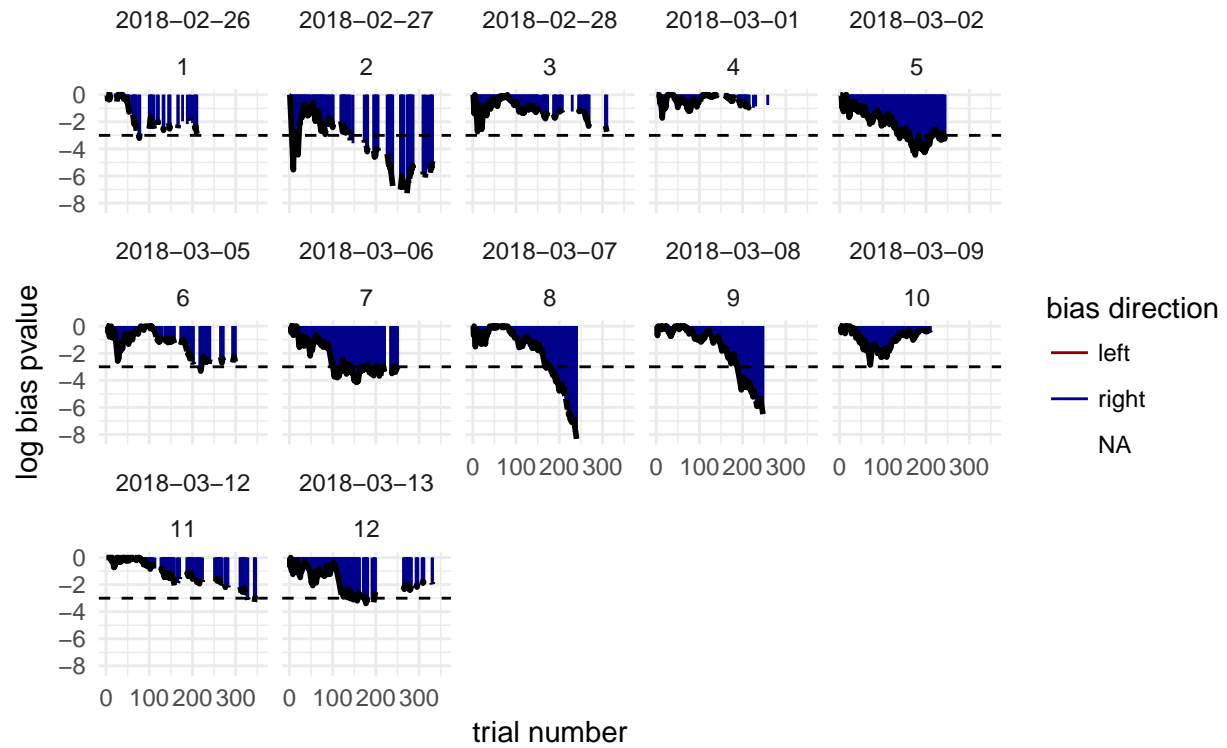 2018−02−26 2018−02−27 2018−02−28 2018−03−01 2018−03−02
1 2 3 4 5
0
−2
−4
−6
−8
2018−03−05 2018−03−06 2018−03−07 2018−03−08 2018−03−09
6 7 8 9 10
0
−2
−4
−6
−8
0 100 200 300 0 100 200 300 0 100 200 300
2018−03−12 2018−03−13
11 12
0
−2
−4
−6
−8
0 100 200 300 0 100 200 300
trial number
log bias pvalue
bias direction
left
right
NA